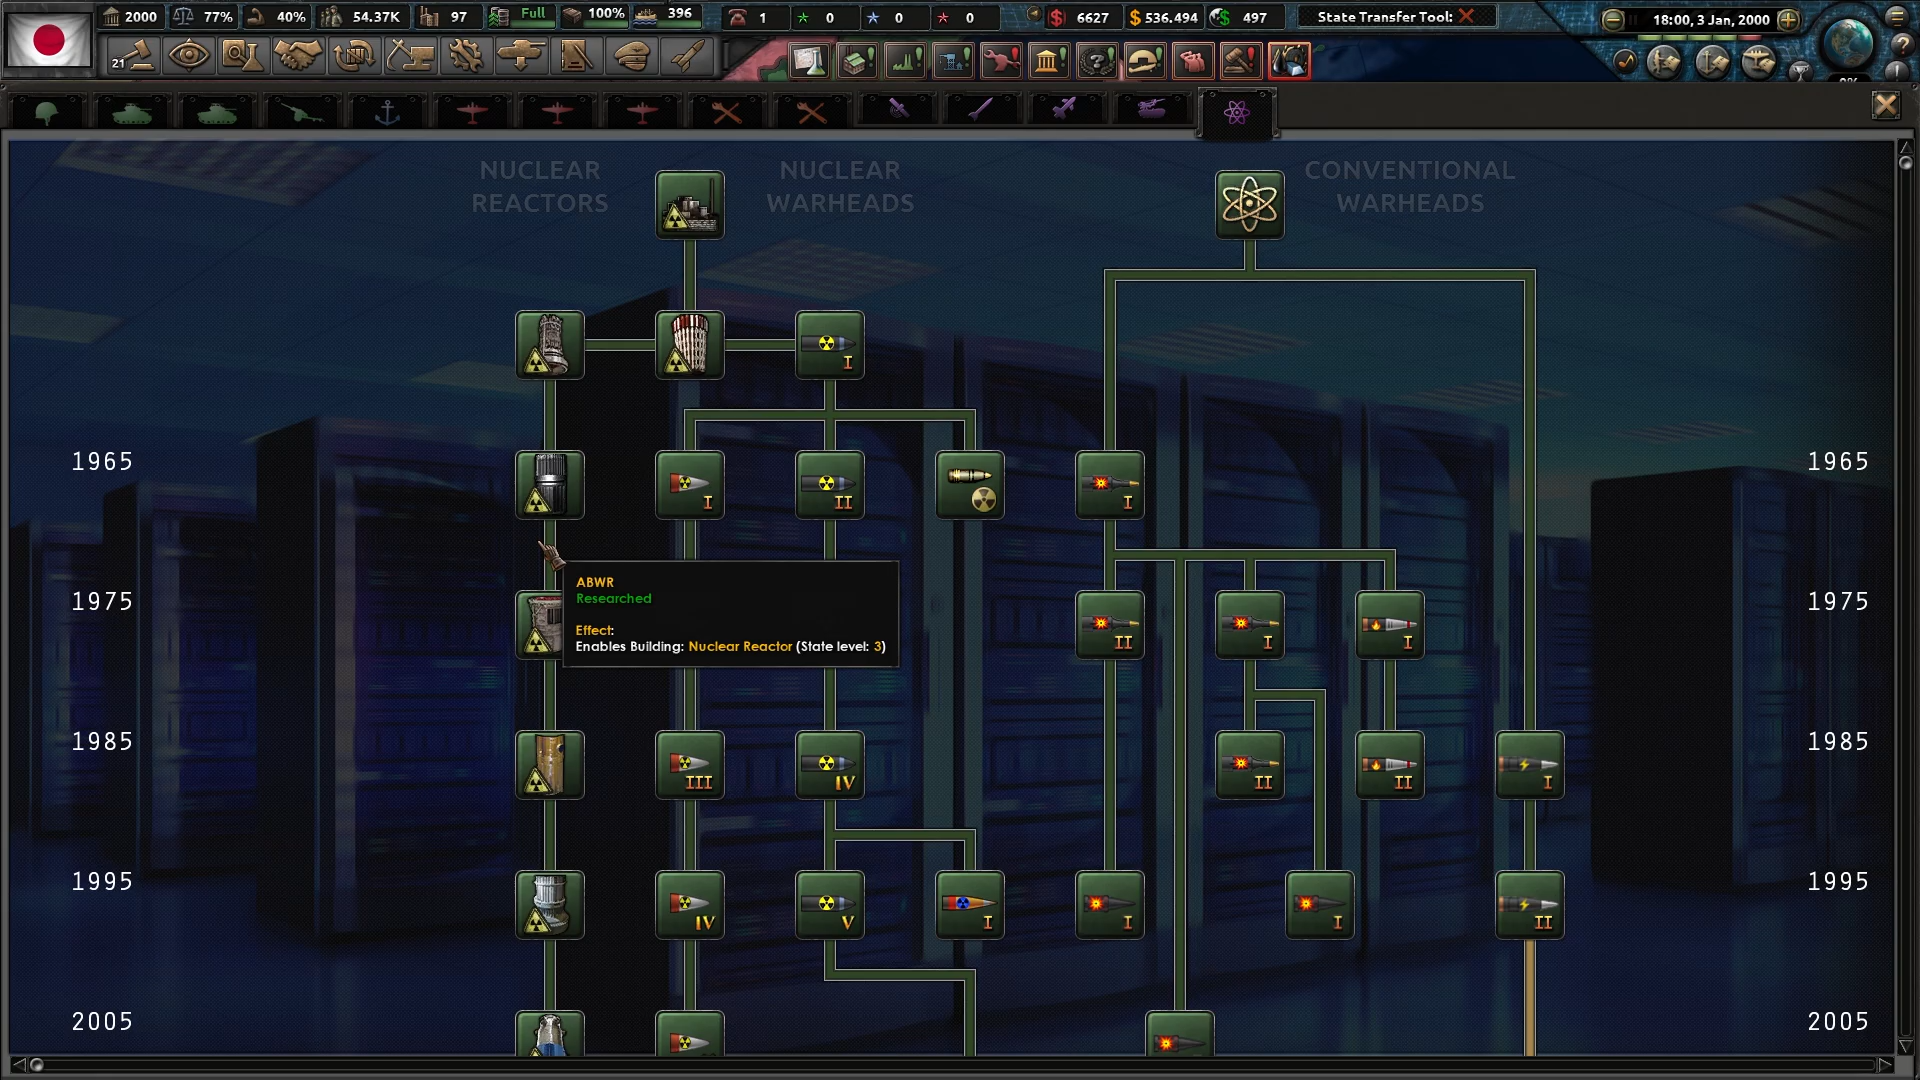 2000 77% 40% 54.37K 97 Full 100% 396 1 0 0 0 6627 536.494 497 State Transfer Tool: 18:00, 3 Jan, 2000
21
NUCLEAR REACTORS
NUCLEAR WARHEADS
CONVENTIONAL WARHEADS
I
1965 I II I 1965
ABWR
Researched
Effect:
Enables Building: Nuclear Reactor (State level: 3)
1975 II I I 1975
1985 III IV II II I 1985
1995 IV V I I I II 1995
2005 2005